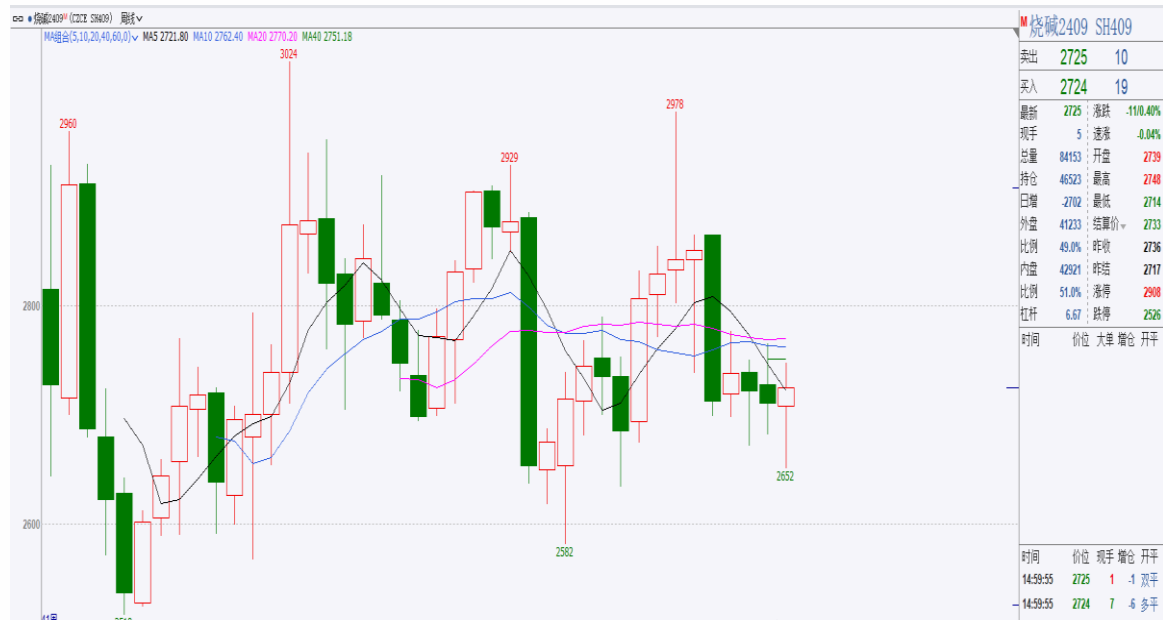 烧碱2409M (CZCE SH409) 周线
MA组合(5,10,20,40,60,0) MA5 2721.80 MA10 2762.40 MA20 2770.20 MA40 2751.18
3024
2960
2978
2929
2800
2652
2600
2582
41周
M 烧碱2409 SH409
卖出 2725 10
买入 2724 19
最新 2725 涨跌 -11/0.40%
现手 5 速涨 -0.04%
总量 84153 开盘 2739
持仓 46523 最高 2748
日增 -2702 最低 2714
外盘 41233 结算价 2733
比例 49.0% 昨收 2736
内盘 42921 昨结 2717
比例 51.0% 涨停 2908
杠杆 6.67 跌停 2526
时间 价位 大单 增仓 开平
时间 价位 现手 增仓 开平
14:59:55 2725 1 -1 双平
14:59:55 2724 7 -6 多平